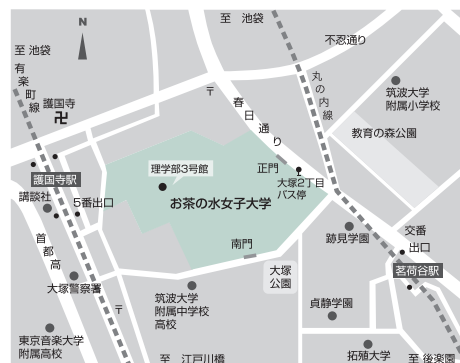 至 池袋
N
不忍通り
至 池袋
有楽町線
護国寺
〒
春日通り
丸の内線
筑波大学
附属小学校
教育の森公園
理学部3号館
正門
大塚2丁目
バス停
護国寺駅
講談社
5番出口
お茶の水女子大学
首都高
南門
跡見学園
交番
出口
茗荷谷駅
大塚
公園
大塚警察署
〒
筑波大学
附属中学校
高校
貞静学園
東京音楽大学
附属高校
拓殖大学
至 江戸川橋
至 後楽園